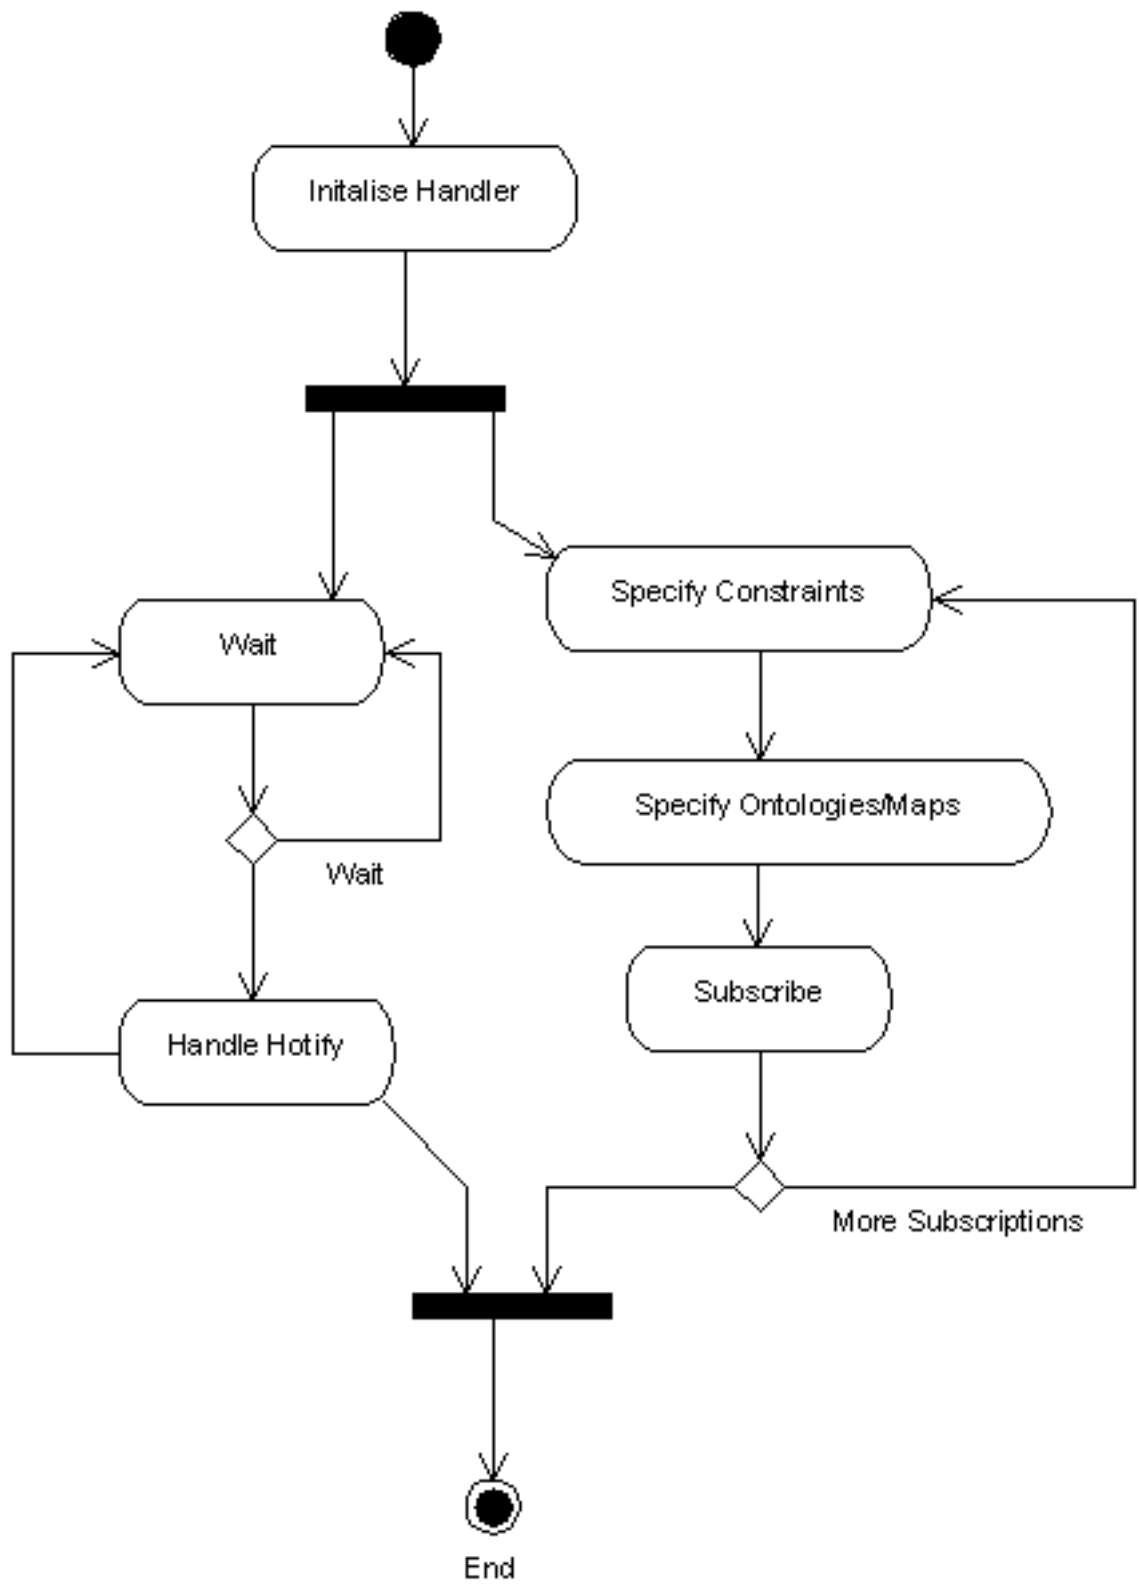 Initalise Handler
Specify Constraints
Wait
Specify Ontologies/Maps
Wait
Subscribe
Handle Hotify
More Subscriptions
End